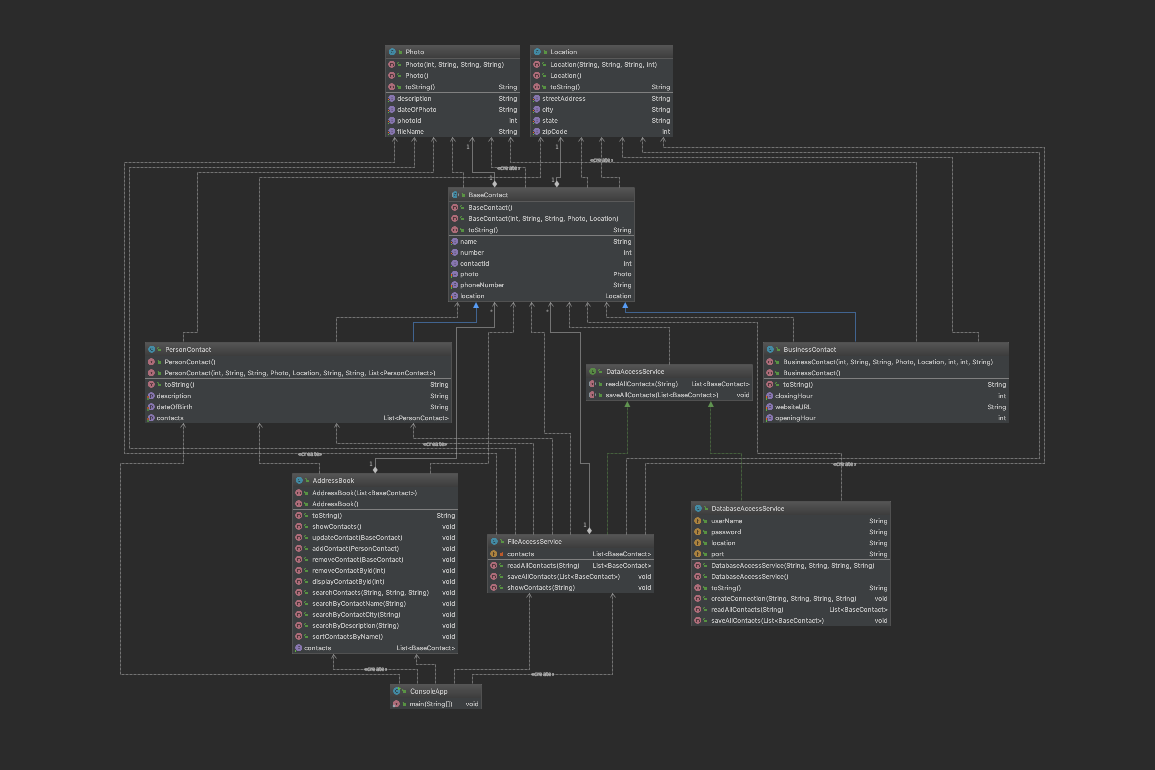 Photo
Photo(int, String, String, String)
Photo()
toString() String
description String
dateOfPhoto String
photoId int
fileName String
Location
Location(String, String, String, int)
Location()
toString() String
streetAddress String
city String
state String
zipCode int
1
1
«create»
«create»
1
1
BaseContact
BaseContact()
BaseContact(int, String, String, Photo, Location)
toString() String
name String
number int
contactId int
photo Photo
phoneNumber String
location Location
*
*
PersonContact
PersonContact()
PersonContact(int, String, String, Photo, Location, String, String, List<PersonContact>)
toString() String
description String
dateOfBirth String
contacts List<PersonContact>
DataAccessService
readAllContacts(String) List<BaseContact>
saveAllContacts(List<BaseContact>) void
BusinessContact
BusinessContact(int, String, String, Photo, Location, int, int, String)
BusinessContact()
toString() String
closingHour int
websiteURL String
openingHour int
«create»
«create»
1
«create»
AddressBook
AddressBook(List<BaseContact>)
AddressBook()
toString() String
showContacts() void
updateContact(BaseContact) void
addContact(PersonContact) void
removeContact(BaseContact) void
removeContactById(int) void
displayContactById(int) void
searchContacts(String, String, String) void
searchByContactName(String) void
searchByContactCity(String) void
searchByDescription(String) void
sortContactsByName() void
contacts List<BaseContact>
1
FileAccessService
contacts List<BaseContact>
readAllContacts(String) List<BaseContact>
saveAllContacts(List<BaseContact>) void
showContacts(String) void
DatabaseAccessService
userName String
password String
location String
port String
DatabaseAccessService(String, String, String, String)
DatabaseAccessService()
toString() String
createConnection(String, String, String, String) void
readAllContacts(String) List<BaseContact>
saveAllContacts(List<BaseContact>) void
«create»
«create»
ConsoleApp
main(String[]) void